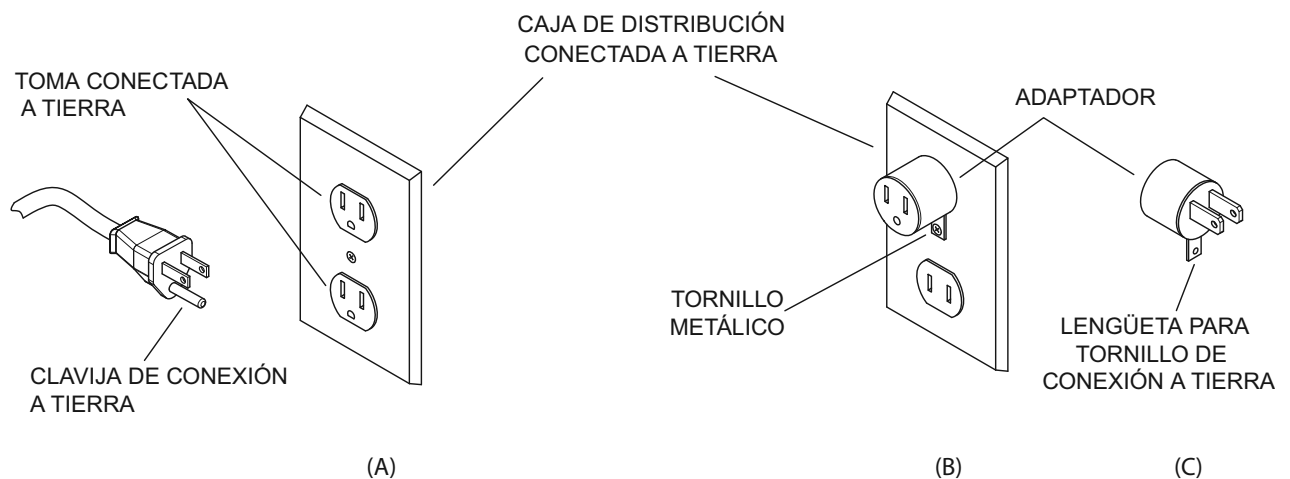 CAJA DE DISTRIBUCIÓN
CONECTADA A TIERRA
TOMA CONECTADA
A TIERRA
ADAPTADOR
TORNILLO
METÁLICO
CLAVIJA DE CONEXIÓN
A TIERRA
LENGÜETA PARA
TORNILLO DE
CONEXIÓN A TIERRA
(A)
(B)
(C)